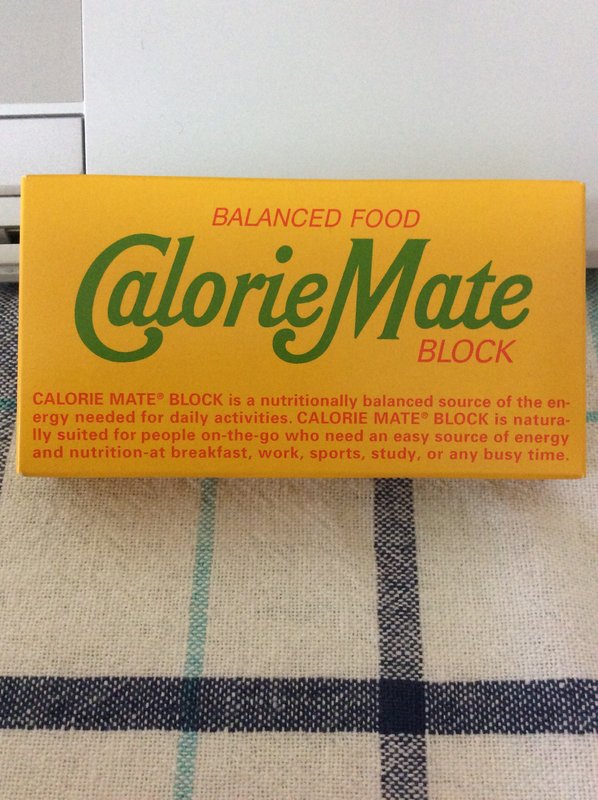 BALANCED FOOD
CalorieMate
BLOCK
CALORIE MATE® BLOCK is a nutritionally balanced source of the en-
ergy needed for daily activities. CALORIE MATE® BLOCK is natura-
lly suited for people on-the-go who need an easy source of energy
and nutrition-at breakfast, work, sports, study, or any busy time.